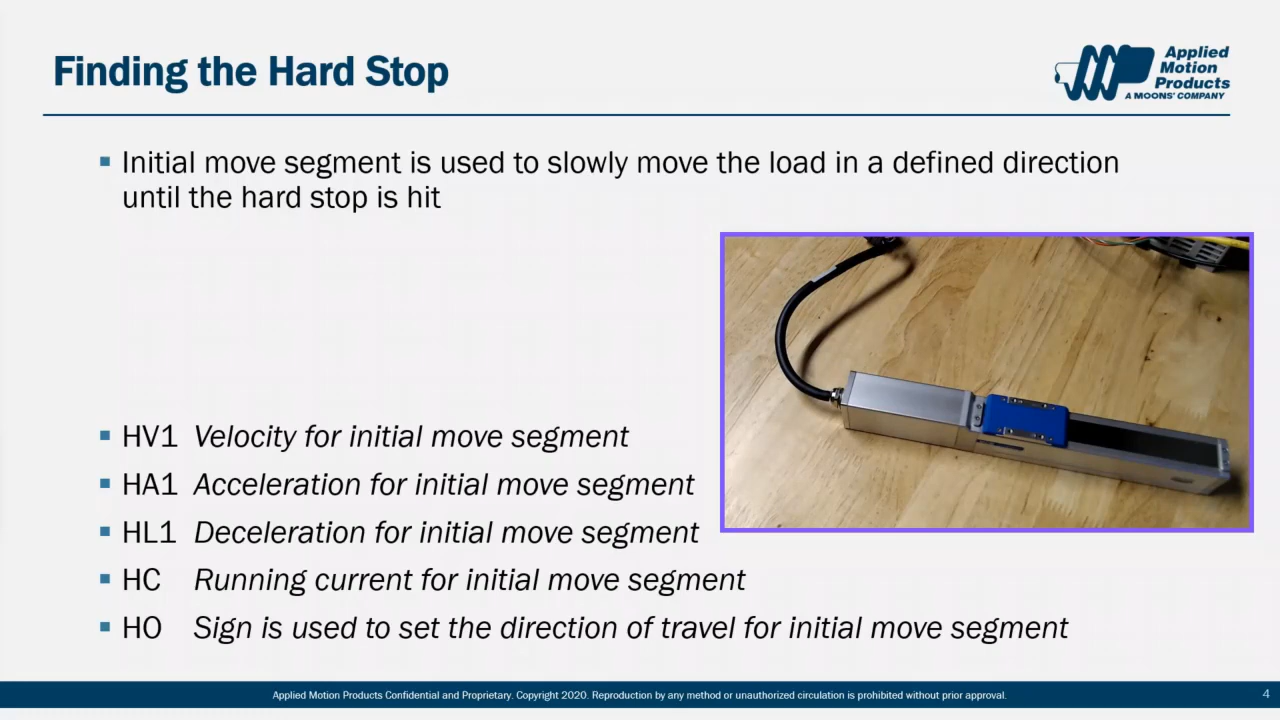 Finding the Hard Stop
Applied
Motion
Products
A MOONS' COMPANY
Initial move segment is used to slowly move the load in a defined direction
until the hard stop is hit
HV1 Velocity for initial move segment
HA1 Acceleration for initial move segment
HL1 Deceleration for initial move segment
HC Running current for initial move segment
HO Sign is used to set the direction of travel for initial move segment
Applied Motion Products Confidential and Proprietary. Copyright 2020. Reproduction by any method or unauthorized circulation is prohibited without prior approval.
4